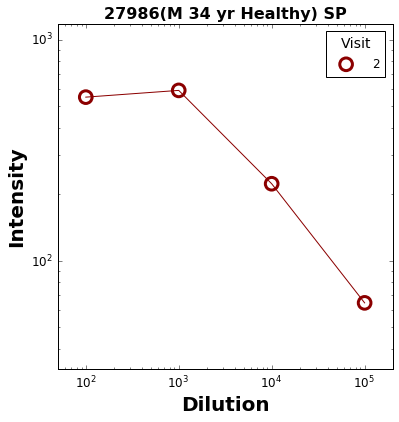 27986(M 34 yr Healthy) SP
Visit
2
10³
10²
Intensity
10² 10³ 10⁴ 10⁵
Dilution